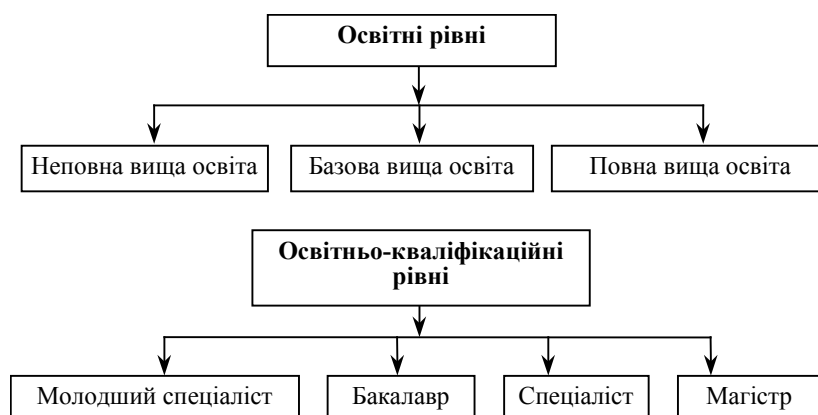 Освітні рівні
Неповна вища освіта
Базова вища освіта
Повна вища освіта
Освітньо-кваліфікаційні
рівні
Молодший спеціаліст
Бакалавр
Спеціаліст
Магістр